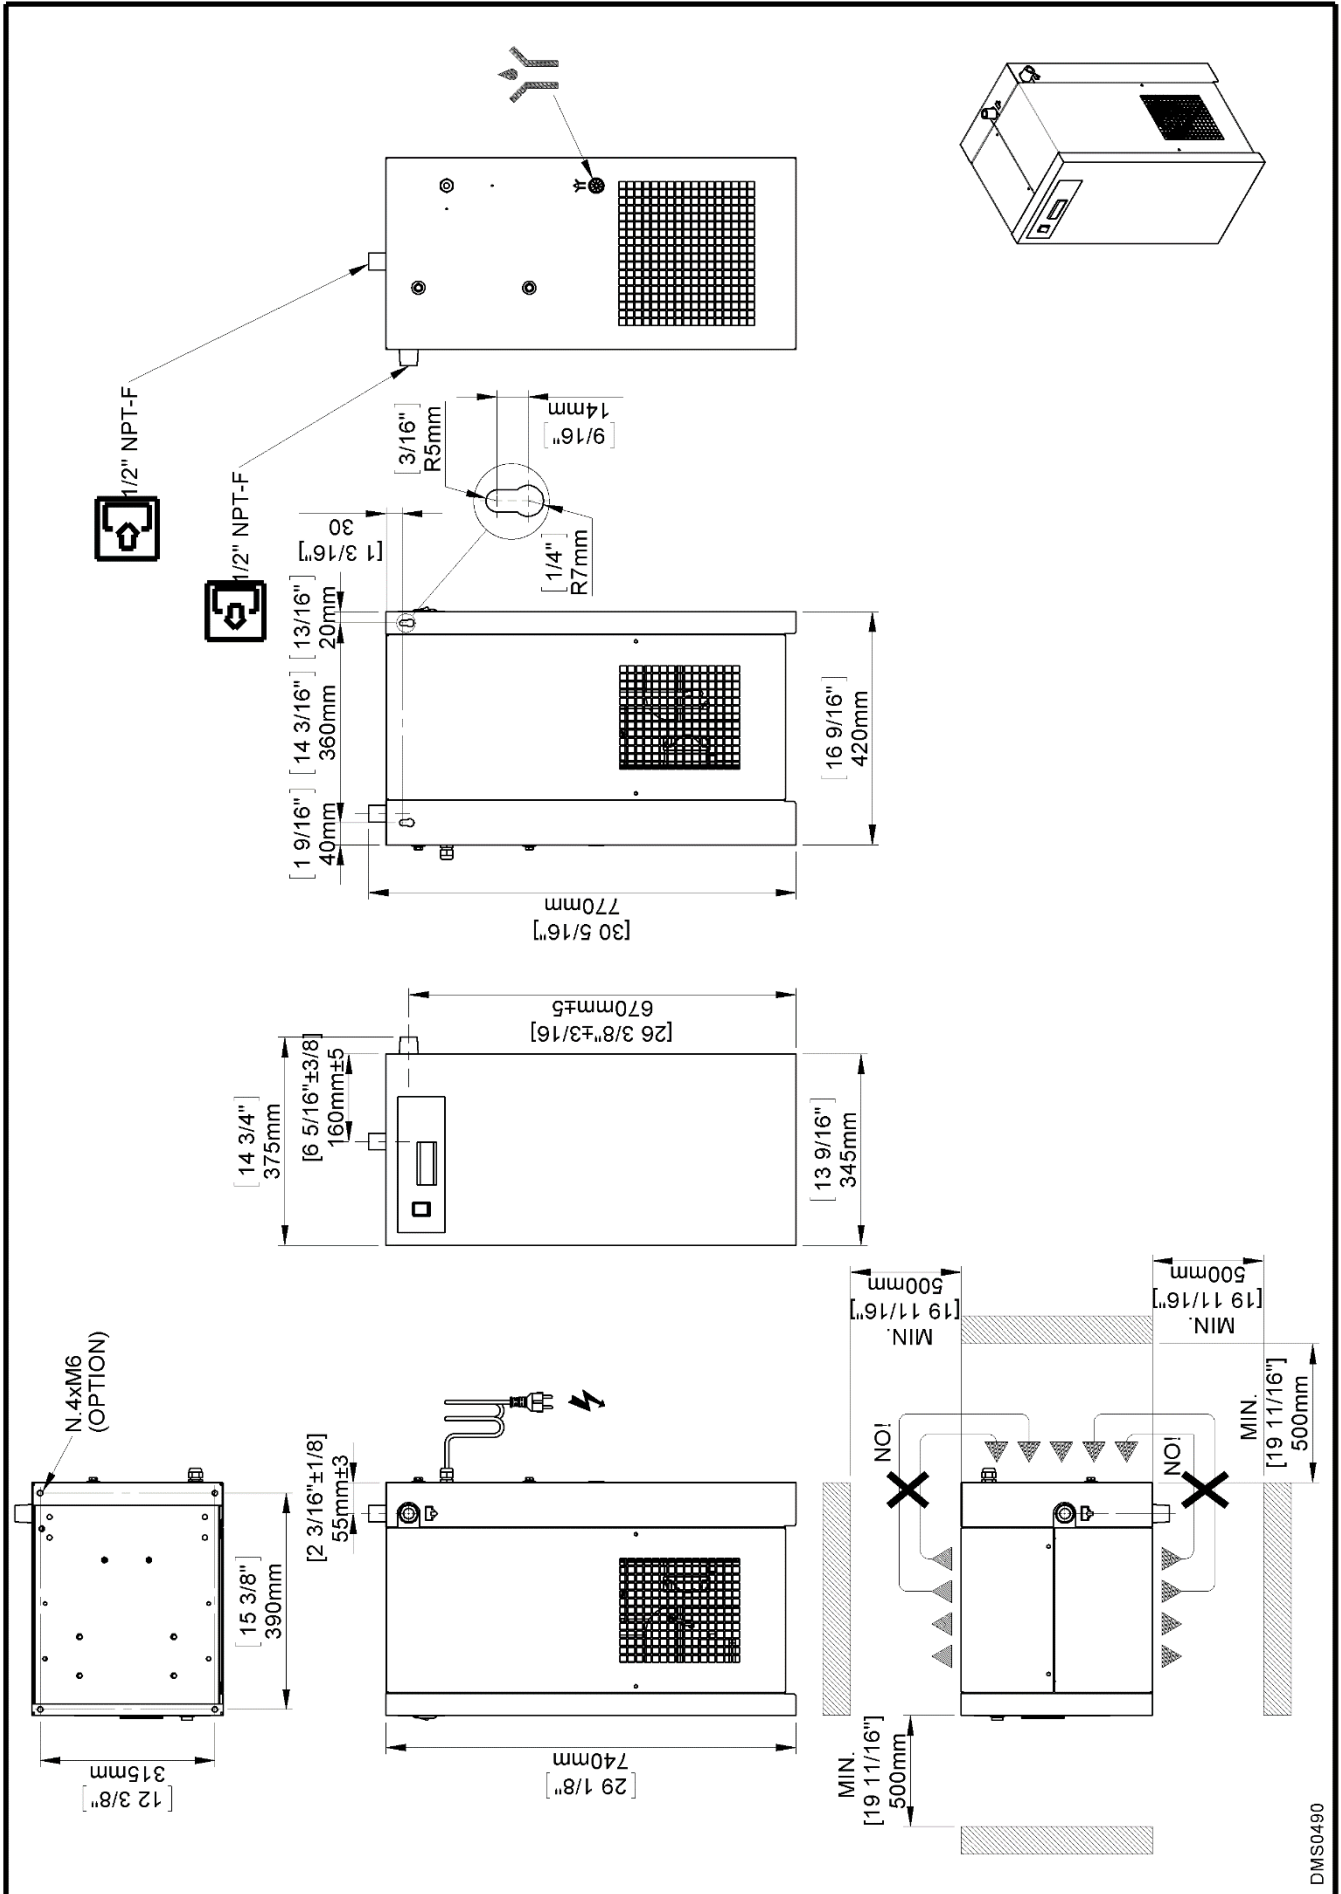 1/2" NPT-F
1/2" NPT-F
[3/16"]
R5mm
14mm
[9/16"]
[1/4"]
R7mm
30
[1 3/16"]
[13/16"]
20mm
[14 3/16"]
360mm
[1 9/16"]
40mm
[16 9/16"]
420mm
770mm
[30 5/16"]
670mm±5
[26 3/8"±3/16]
[6 5/16"±3/8]
160mm±5
[14 3/4"]
375mm
[13 9/16"]
345mm
N.4xM6
(OPTION)
[15 3/8"]
390mm
315mm
[12 3/8"]
[2 3/16"±1/8]
55mm±3
740mm
[29 1/8"]
500mm
[19 11/16"]
MIN.
500mm
[19 11/16"]
MIN.
MIN.
[19 11/16"]
500mm
NO!
NO!
MIN.
[19 11/16"]
500mm
DMS0490